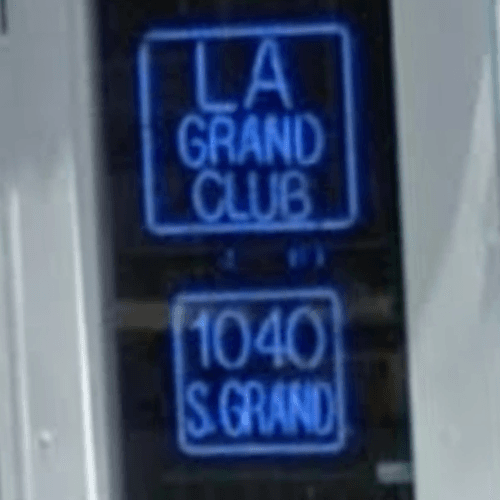 LA
GRAND
CLUB
1040
S. GRAND